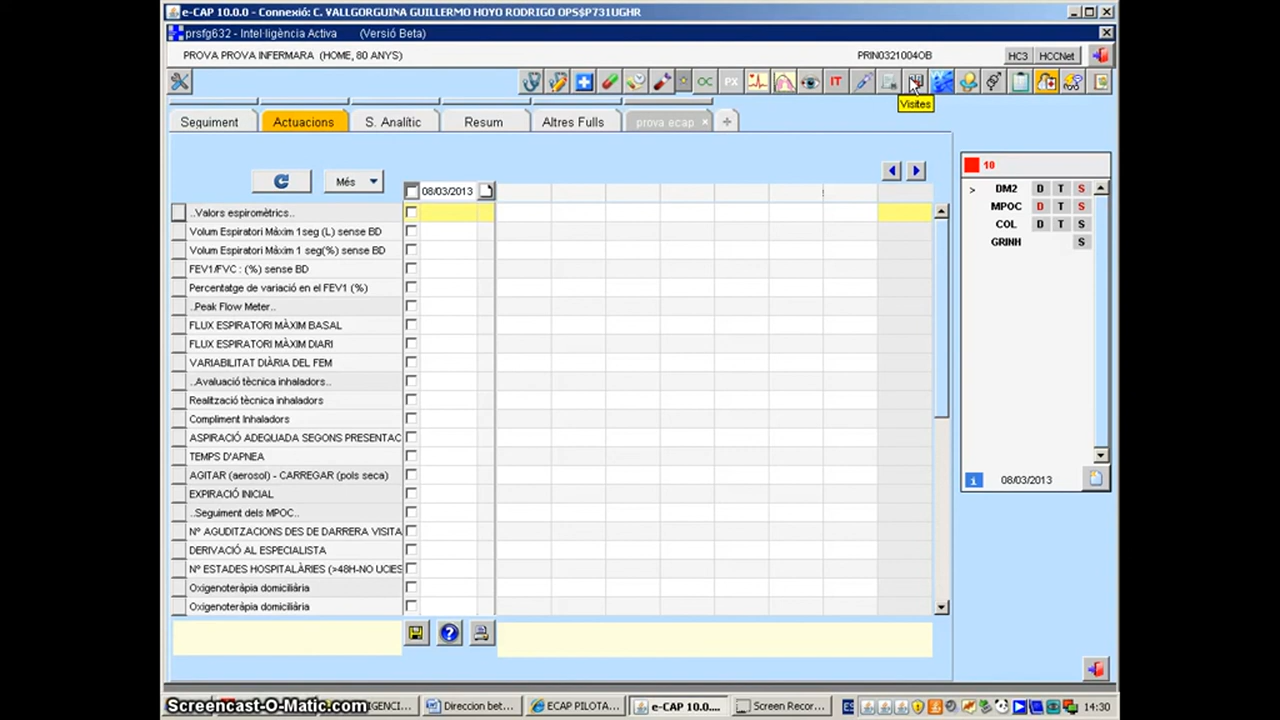 e-CAP 10.0.0 - Connexió: C. VALLGORGUINA GUILLERMO HOYO RODRIGO OPS$P731UGHR
prsfg632 - Intel·ligència Activa (Versió Beta)
PROVA PROVA INFERMARA (HOME, 80 ANYS) PRIN0321004OB HC3 HCCNet
OC PX IT
Visites
Seguiment Actuacions S. Analític Resum Altres Fulls prova ecap × +
10
Més
08/03/2013
> DM2 D T S
MPOC D T S
COL D T S
GRINH S
..Valors espiromètrics..
Volum Espiratori Màxim 1seg (L) sense BD
Volum Espiratori Màxim 1 seg(%) sense BD
FEV1/FVC : (%) sense BD
Percentatge de variació en el FEV1 (%)
..Peak Flow Meter..
FLUX ESPIRATORI MÀXIM BASAL
FLUX ESPIRATORI MÀXIM DIARI
VARIABILITAT DIÀRIA DEL FEM
..Avaluació tècnica inhaladors..
Realització tècnica inhaladors
Compliment Inhaladors
ASPIRACIÓ ADEQUADA SEGONS PRESENTAC
TEMPS D'APNEA
AGITAR (aerosol) - CARREGAR (pols seca)
EXPIRACIÓ INICIAL
..Seguiment dels MPOC..
Nº AGUDITZACIONS DES DE DARRERA VISITA
DERIVACIÓ AL ESPECIALISTA
Nº ESTADES HOSPITALÀRIES (>48H-NO UCIES
Oxigenoteràpia domiciliària
Oxigenoteràpia domiciliària
i 08/03/2013
?
Screencast-O-Matic.com GENCI... Direccion bet... ECAP PILOTA... e-CAP 10.0.... Screen Recor... ES 14:30